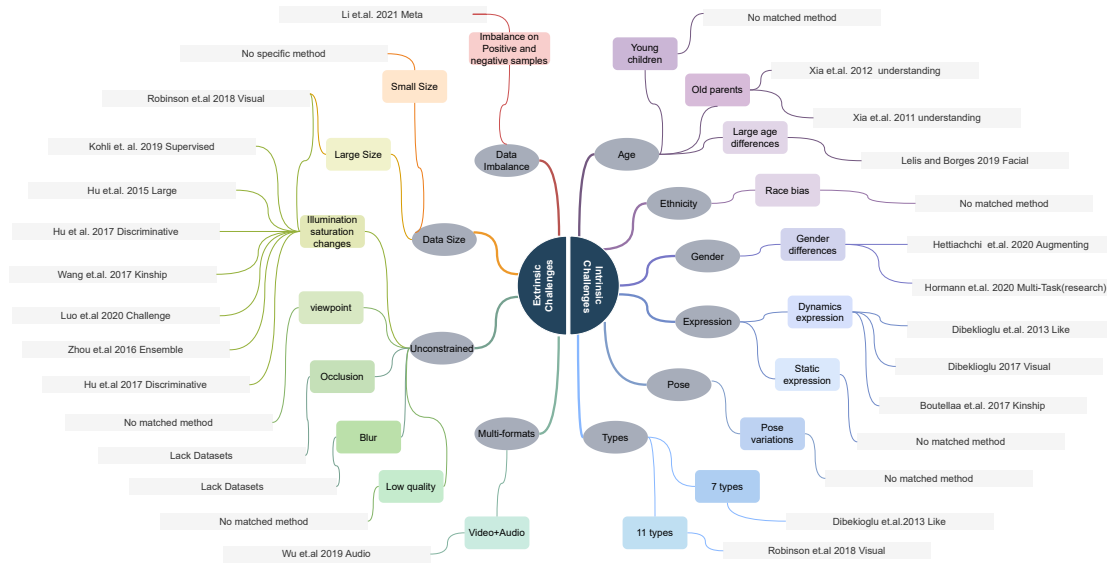 Li et.al. 2021 Meta
Imbalance on
Positive and
negative samples
No specific method
Small Size
Robinson et.al 2018 Visual
Large Size
Data
Imbalance
Kohli et. al. 2019 Supervised
Hu et.al. 2015 Large
Illumination
saturation
changes
Hu et al. 2017 Discriminative
Data Size
Wang et.al. 2017 Kinship
Luo et.al 2020 Challenge
viewpoint
Zhou et.al 2016 Ensemble
Unconstrained
Hu et.al 2017 Discriminative
Occlusion
No matched method
Blur
Multi-formats
Lack Datasets
Lack Datasets
Low quality
No matched method
Video+Audio
Wu et.al 2019 Audio
Extrinsic
Challenges
Intrinsic
Challenges
No matched method
Young
children
Xia et.al. 2012 understanding
Old parents
Xia et.al. 2011 understanding
Large age
differences
Age
Lelis and Borges 2019 Facial
Ethnicity
Race bias
No matched method
Gender
Gender
differences
Hettiachchi et.al. 2020 Augmenting
Hormann et.al. 2020 Multi-Task(research)
Expression
Dynamics
expression
Dibeklioglu et.al. 2013 Like
Dibeklioglu 2017 Visual
Static
expression
Boutellaa et.al. 2017 Kinship
No matched method
Pose
Pose
variations
No matched method
Types
7 types
Dibekioglu et.al.2013 Like
11 types
Robinson et.al 2018 Visual